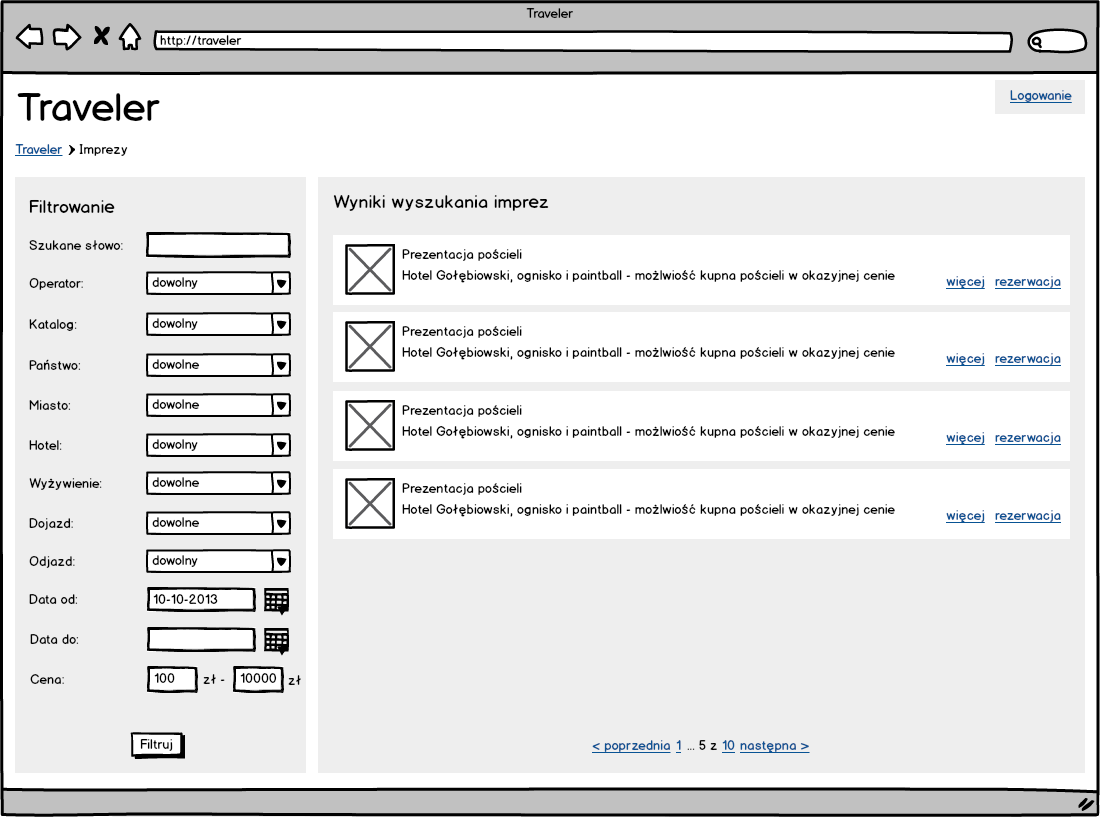 Traveler
http://traveler
Traveler
Logowanie
Traveler Imprezy
Filtrowanie
Szukane słowo:
Operator: dowolny
Katalog: dowolny
Państwo: dowolne
Miasto: dowolne
Hotel: dowolny
Wyżywienie: dowolne
Dojazd: dowolne
Odjazd: dowolny
Data od: 10-10-2013
Data do:
Cena: 100 zł - 10000 zł
Filtruj
Wyniki wyszukania imprez
Prezentacja pościeli
Hotel Gołębiowski, ognisko i paintball - możlwiość kupna pościeli w okazyjnej cenie
więcej rezerwacja
Prezentacja pościeli
Hotel Gołębiowski, ognisko i paintball - możlwiość kupna pościeli w okazyjnej cenie
więcej rezerwacja
Prezentacja pościeli
Hotel Gołębiowski, ognisko i paintball - możlwiość kupna pościeli w okazyjnej cenie
więcej rezerwacja
Prezentacja pościeli
Hotel Gołębiowski, ognisko i paintball - możlwiość kupna pościeli w okazyjnej cenie
więcej rezerwacja
< poprzednia 1 ... 5 z 10 następna >